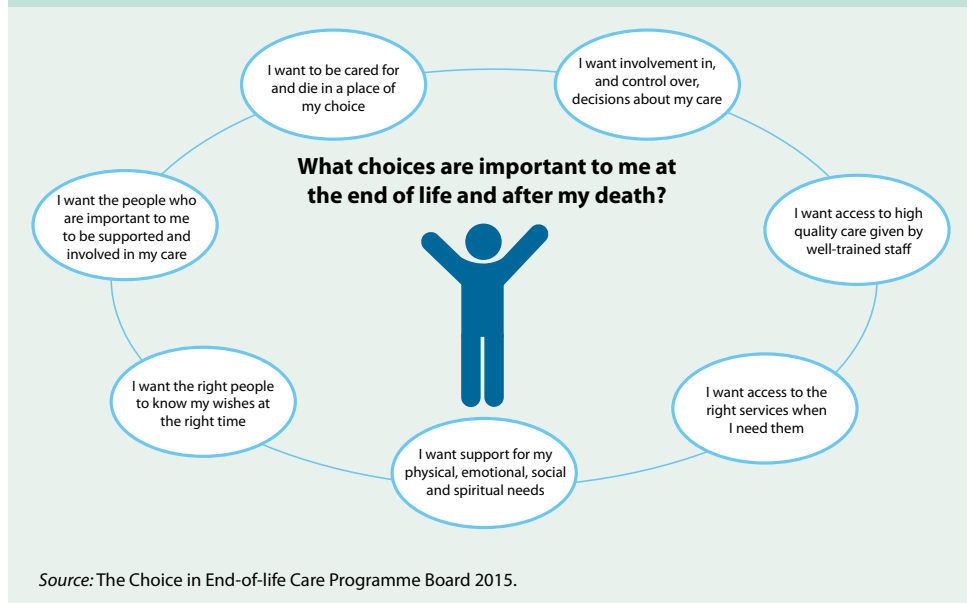 What choices are important to me at
the end of life and after my death?
I want to be cared for
and die in a place of
my choice
I want involvement in,
and control over,
decisions about my care
I want access to high
quality care given by
well-trained staff
I want access to the
right services when
I need them
I want support for my
physical, emotional, social
and spiritual needs
I want the right people
to know my wishes at
the right time
I want the people who
are important to me
to be supported and
involved in my care
Source: The Choice in End-of-life Care Programme Board 2015.